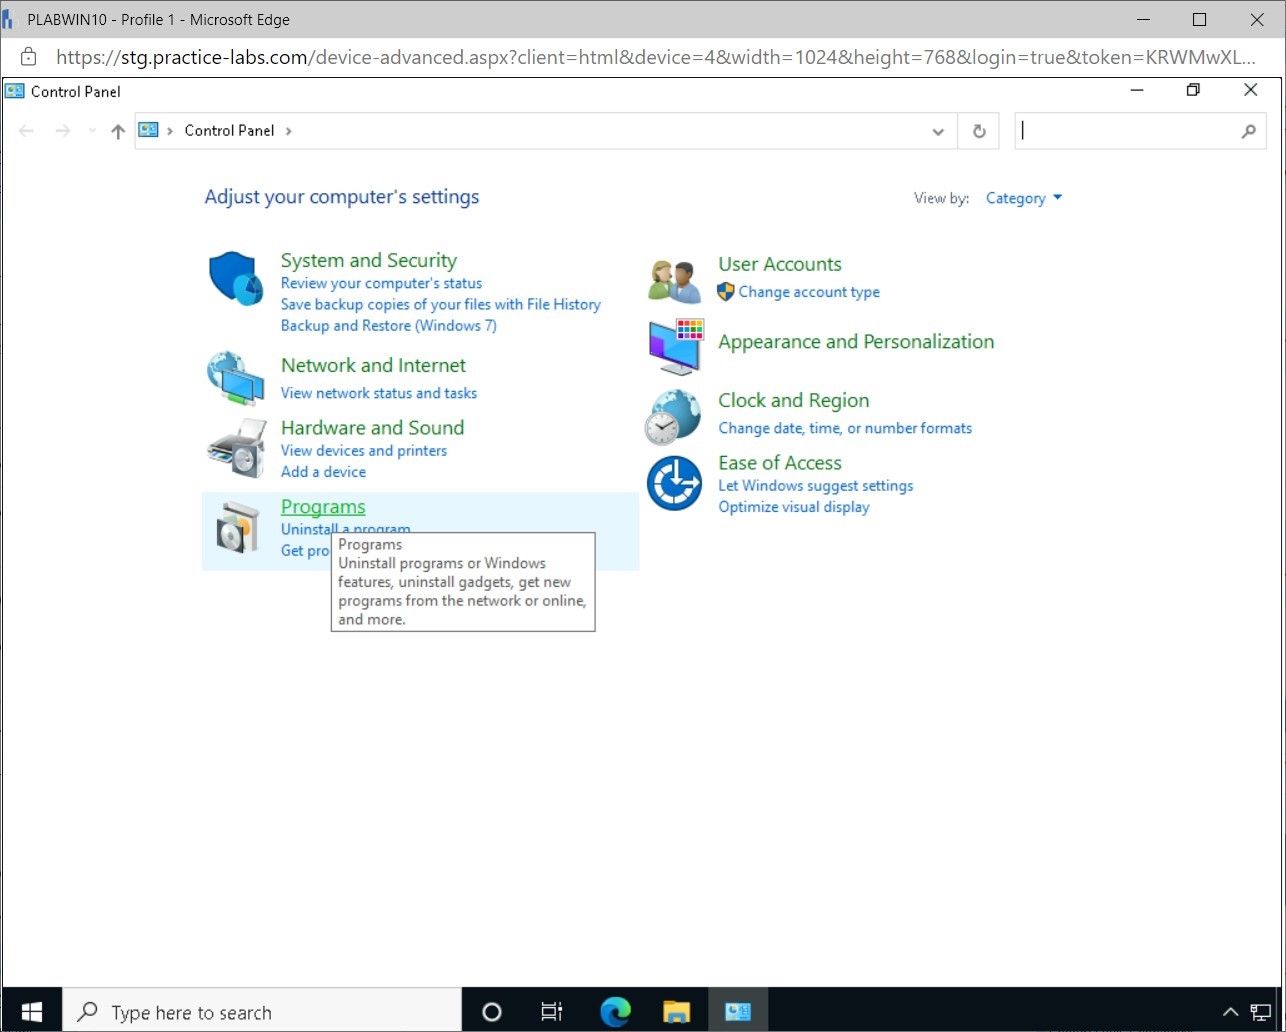 PLABWIN10 - Profile 1 - Microsoft Edge
https://stg.practice-labs.com/device-advanced.aspx?client=html&device=4&width=1024&height=768&login=true&token=KRWMwXL...
Control Panel
Control Panel
Adjust your computer's settings
View by: Category
System and Security
Review your computer's status
Save backup copies of your files with File History
Backup and Restore (Windows 7)
Network and Internet
View network status and tasks
Hardware and Sound
View devices and printers
Add a device
Programs
Uninstall a program
Get pro
Programs
Uninstall programs or Windows
features, uninstall gadgets, get new
programs from the network or online,
and more.
User Accounts
Change account type
Appearance and Personalization
Clock and Region
Change date, time, or number formats
Ease of Access
Let Windows suggest settings
Optimize visual display
Type here to search